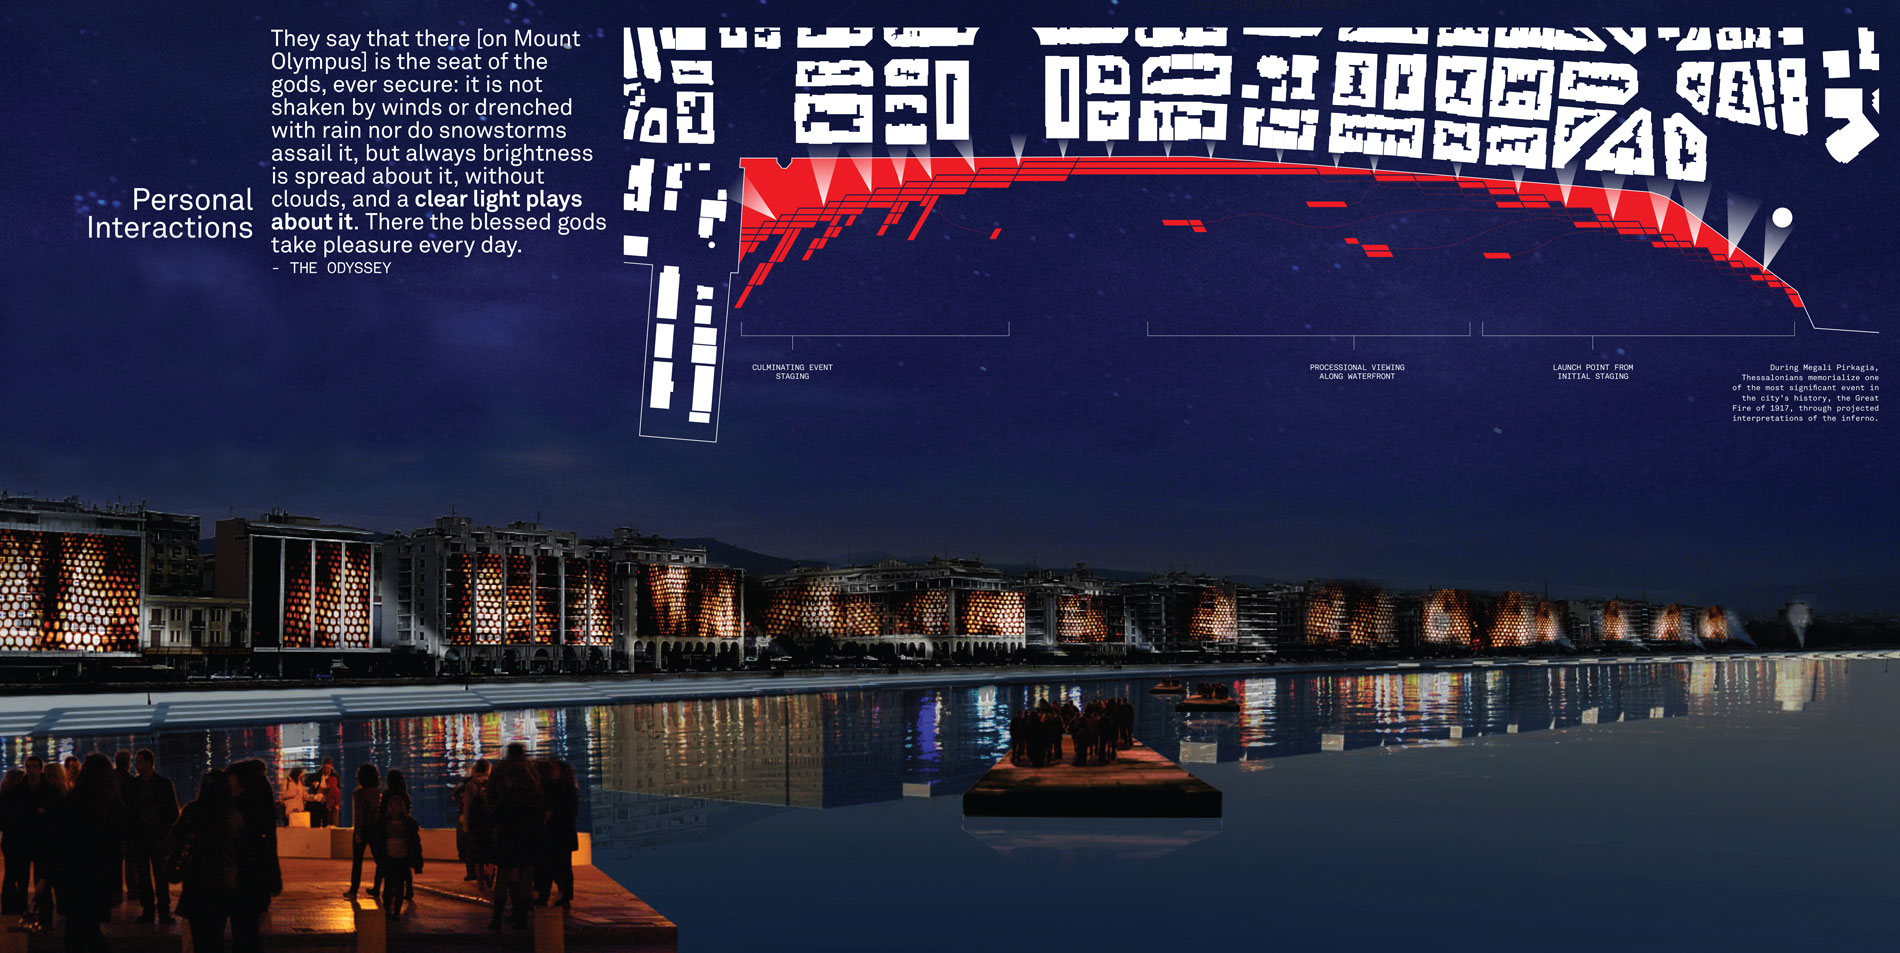 Personal
Interactions
They say that there [on Mount
Olympus] is the seat of the
gods, ever secure: it is not
shaken by winds or drenched
with rain nor do snowstorms
assail it, but always brightness
is spread about it, without
clouds, and a clear light plays
about it. There the blessed gods
take pleasure every day.
- THE ODYSSEY
CULMINATING EVENT
STAGING
PROCESSIONAL VIEWING
ALONG WATERFRONT
LAUNCH POINT FROM
INITIAL STAGING
During Megali Pirkagia,
Thessalonians memorialize one
of the most significant event in
the city's history, the Great
Fire of 1917, through projected
interpretations of the inferno.